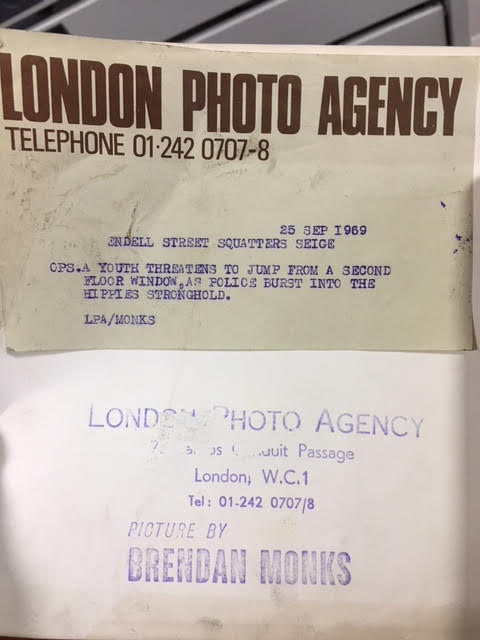 LONDON PHOTO AGENCY
TELEPHONE 01·242 0707-8
25 SEP 1969
ENDELL STREET SQUATTERS SEIGE
OPS.A YOUTH THREATENS TO JUMP FROM A SECOND
FLOOR WINDOW,AS POLICE BURST INTO THE
HIPPIES STRONGHOLD.
LPA/MONKS
LONDON PHOTO AGENCY
Passage
London, W.C.1
Tel: 01-242 0707/8
PICTURE BY
BRENDAN MONKS